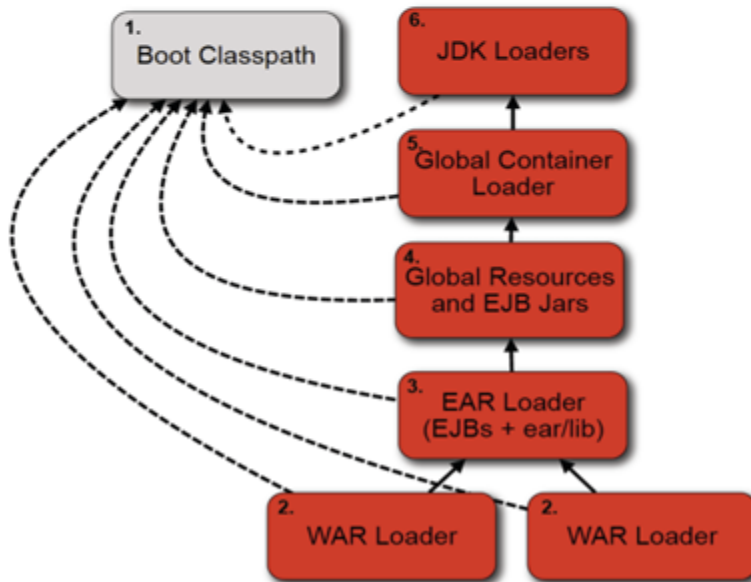 1.
Boot Classpath
6.
JDK Loaders
5.
Global Container
Loader
4.
Global Resources
and EJB Jars
3.
EAR Loader
(EJBs + ear/lib)
2.
WAR Loader
2.
WAR Loader